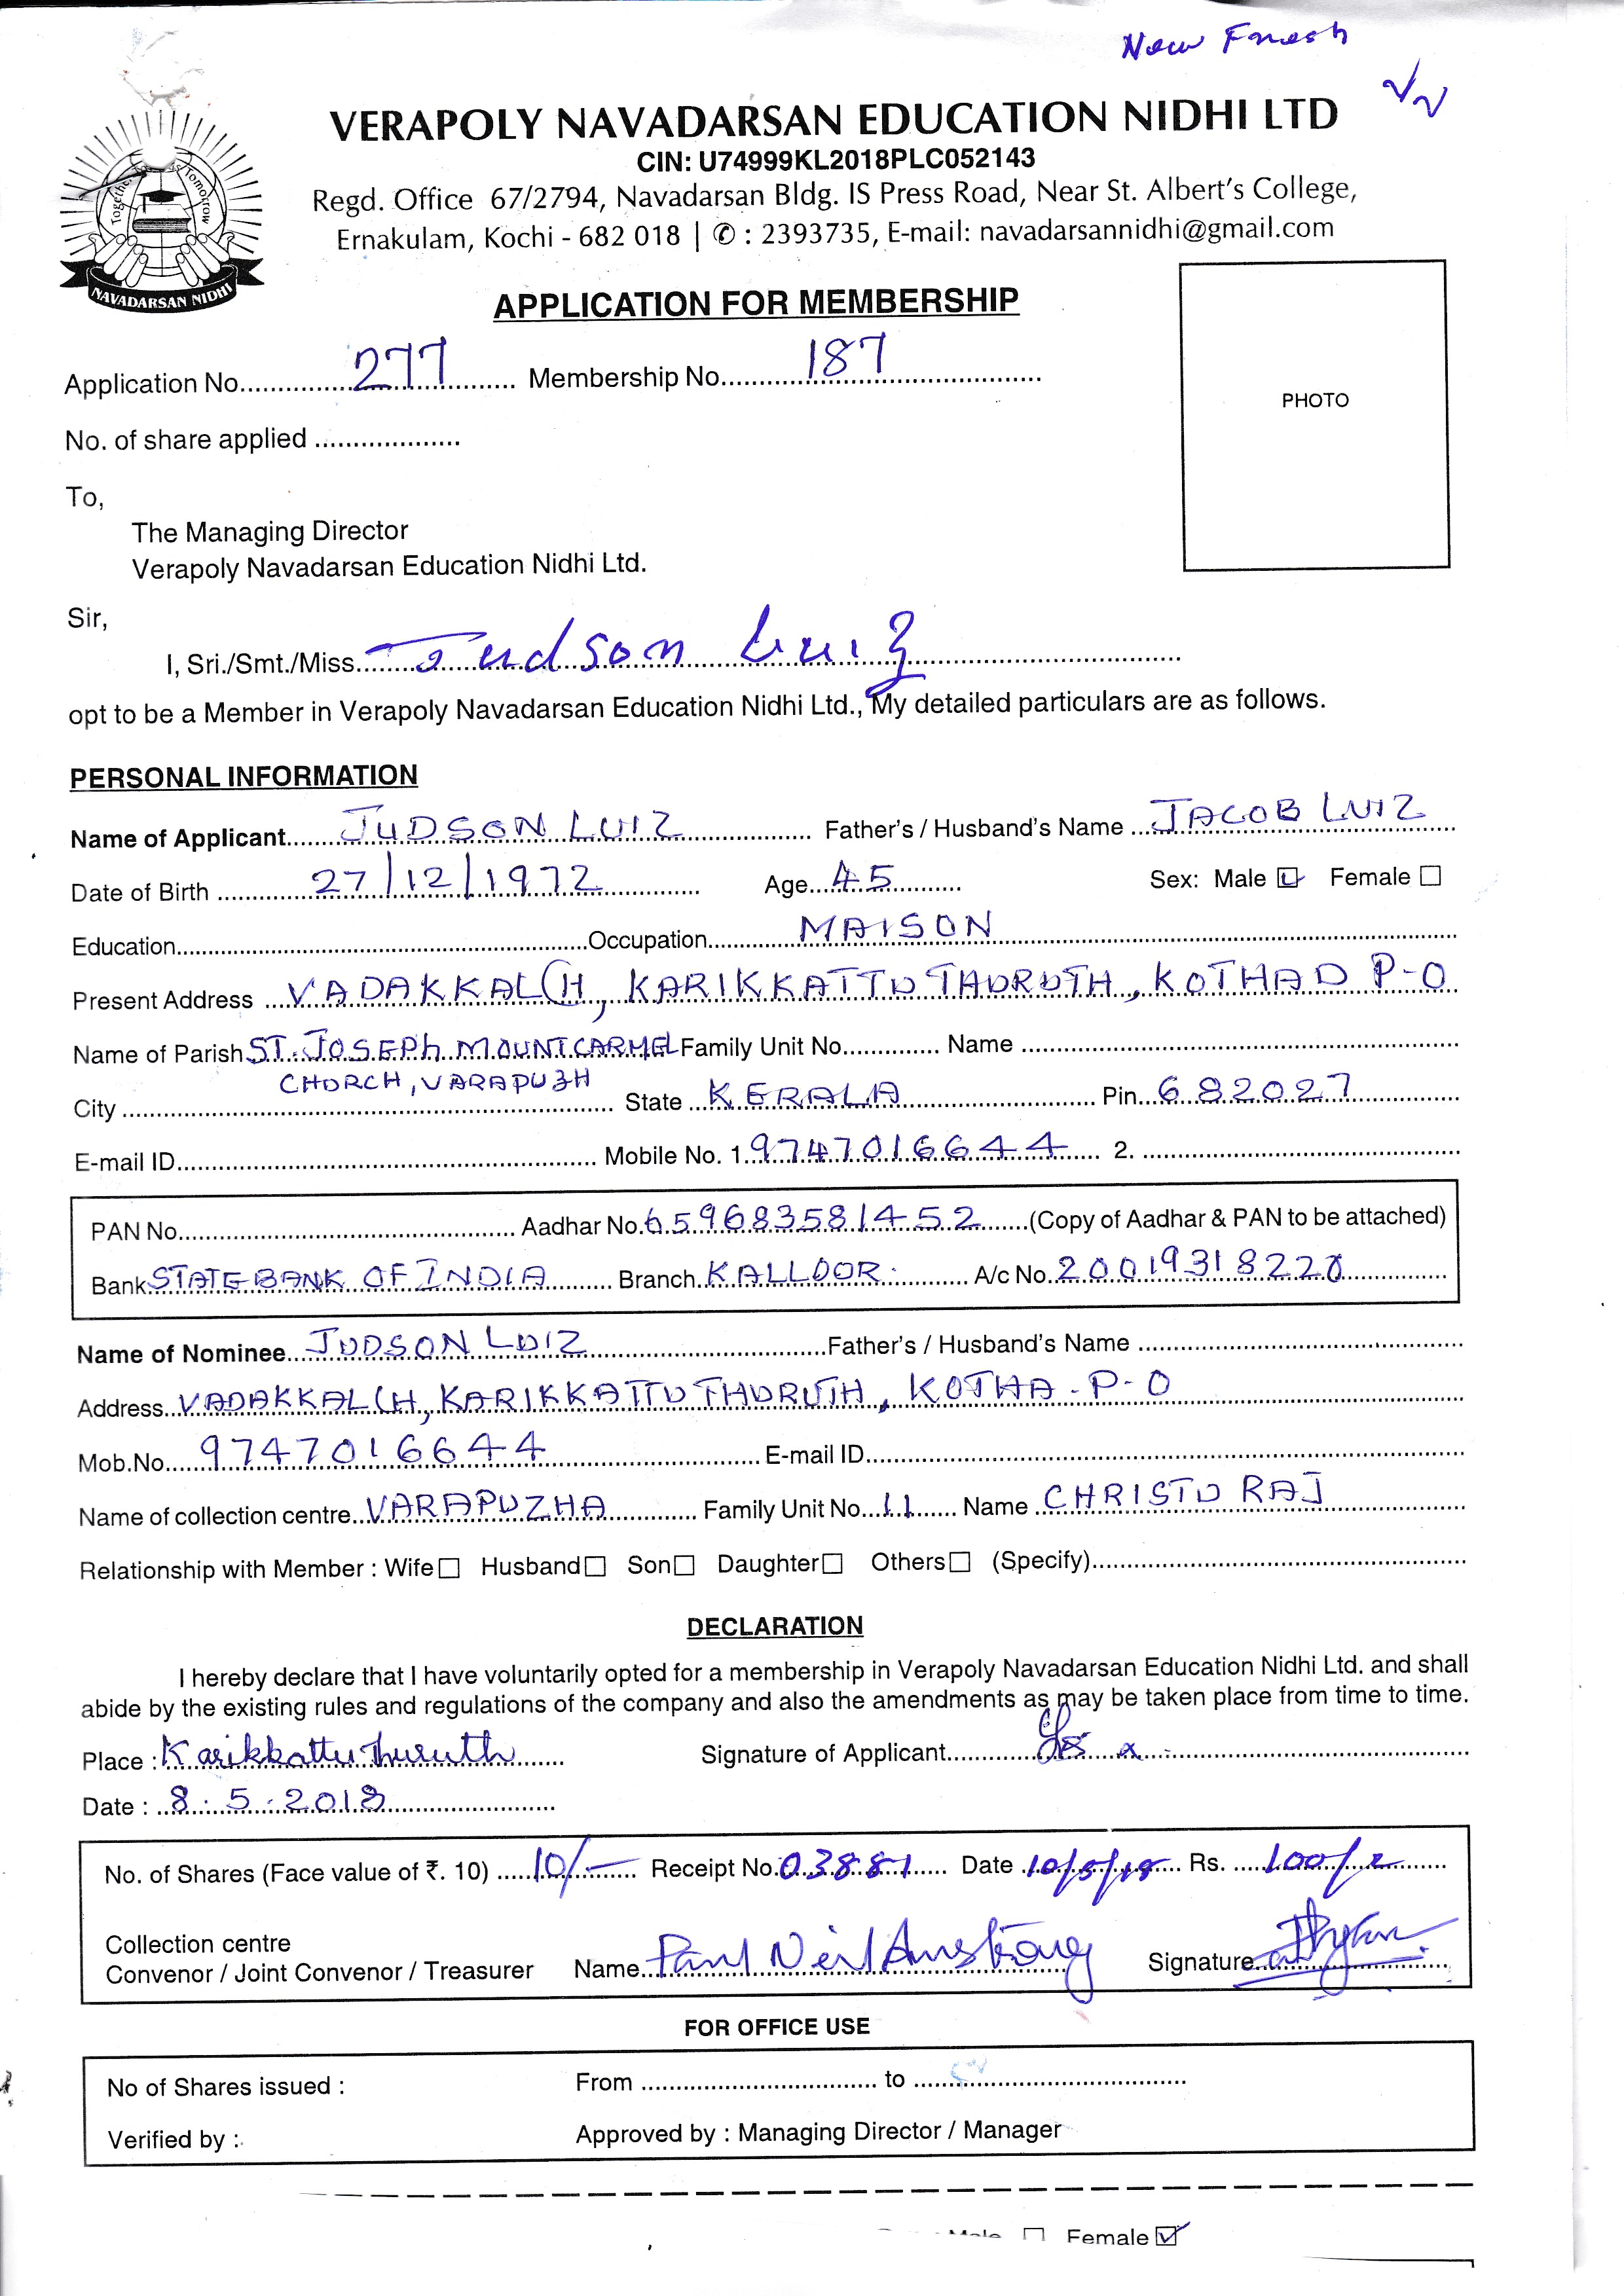 New Fresh
VERAPOLY NAVADARSAN EDUCATION NIDHI LTD
CIN: U74999KL2018PLC052143
Regd. Office 67/2794, Navadarsan Bldg. IS Press Road, Near St. Albert's College,
Ernakulam, Kochi - 682 018 | ✆ : 2393735, E-mail: navadarsannidhi@gmail.com
Together Tomorrow
NAVADARSAN NIDHI
APPLICATION FOR MEMBERSHIP
Application No. 277 Membership No. 187
PHOTO
No. of share applied
To,
The Managing Director
Verapoly Navadarsan Education Nidhi Ltd.
Sir,
I, Sri./Smt./Miss. Judson Luiz
opt to be a Member in Verapoly Navadarsan Education Nidhi Ltd., My detailed particulars are as follows.
PERSONAL INFORMATION
Name of Applicant JUDSON LUIZ Father's / Husband's Name JACOB LUIZ
Date of Birth 27/12/1972 Age 45 Sex: Male ☑ Female ☐
Education Occupation MAISON
Present Address VADAKKAL (H), KARIKKATTU THURUTH, KOTHAD P-O
Name of Parish ST. JOSEPH MOUNT CARMEL Family Unit No. Name
CHURCH, VARAPUZH
City State KERALA Pin 682027
E-mail ID Mobile No. 1. 9747016644 2.
PAN No. Aadhar No. 659683581452 (Copy of Aadhar & PAN to be attached)
Bank STATE BANK OF INDIA Branch KALLOOR A/c No. 20019318220
Name of Nominee JUDSON LUIZ Father's / Husband's Name
Address VADAKKAL (H, KARIKKATTU THURUTH, KOTHA - P-O
Mob.No. 9747016644 E-mail ID
Name of collection centre VARAPUZHA Family Unit No. 11 Name CHRISTU RAJ
Relationship with Member : Wife ☐ Husband ☐ Son ☐ Daughter ☐ Others ☐ (Specify)
DECLARATION
I hereby declare that I have voluntarily opted for a membership in Verapoly Navadarsan Education Nidhi Ltd. and shall
abide by the existing rules and regulations of the company and also the amendments as may be taken place from time to time.
Place : Karikkattu thuruth Signature of Applicant
Date : 8.5.2018
No. of Shares (Face value of ₹. 10) 10/- Receipt No. 03881 Date 10/5/18 Rs. 100/-
Collection centre
Convenor / Joint Convenor / Treasurer Name Paul Neil Amstrong Signature
FOR OFFICE USE
No of Shares issued : From to
Verified by : Approved by : Managing Director / Manager
Male ☐ Female ☑